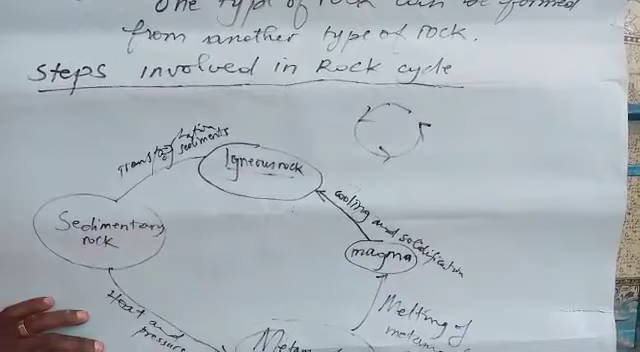 One type of rock can be formed
from another type of rock.
Steps involved in Rock cycle
sediments
Igneous rock
Sedimentary
rock
cooling and solidification
magma
Heat and
pressure
Melting of